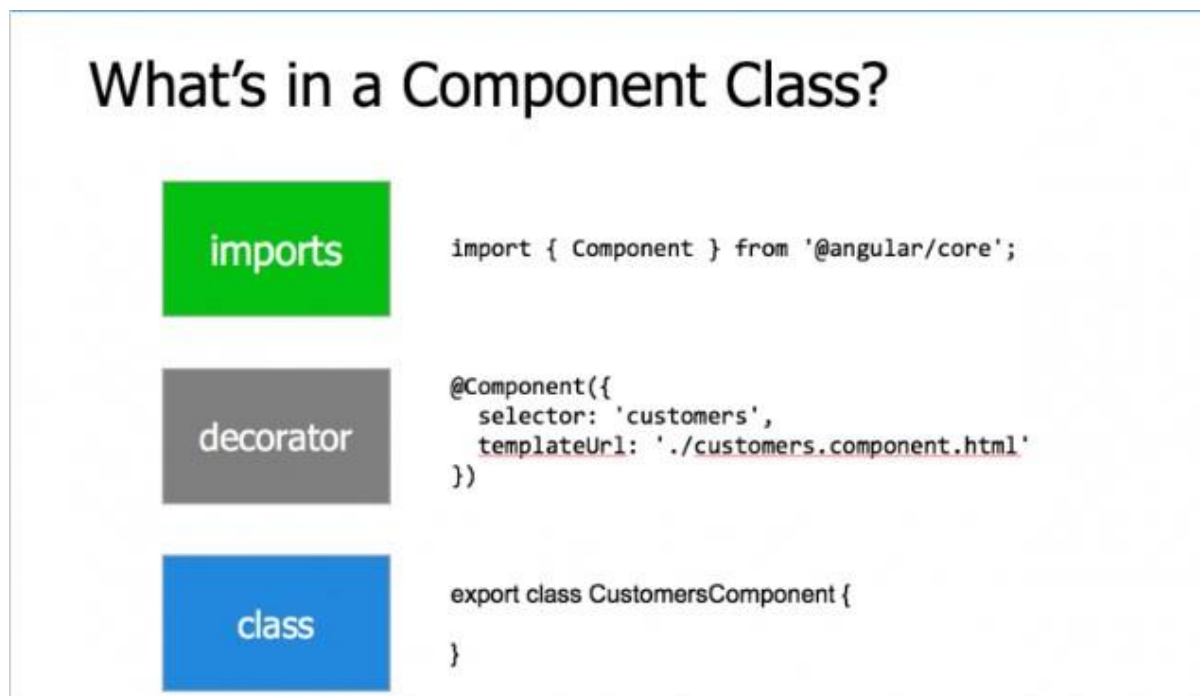 What's in a Component Class?
imports
import { Component } from '@angular/core';
decorator
@Component({
selector: 'customers',
templateUrl: './customers.component.html'
})
class
export class CustomersComponent {
}